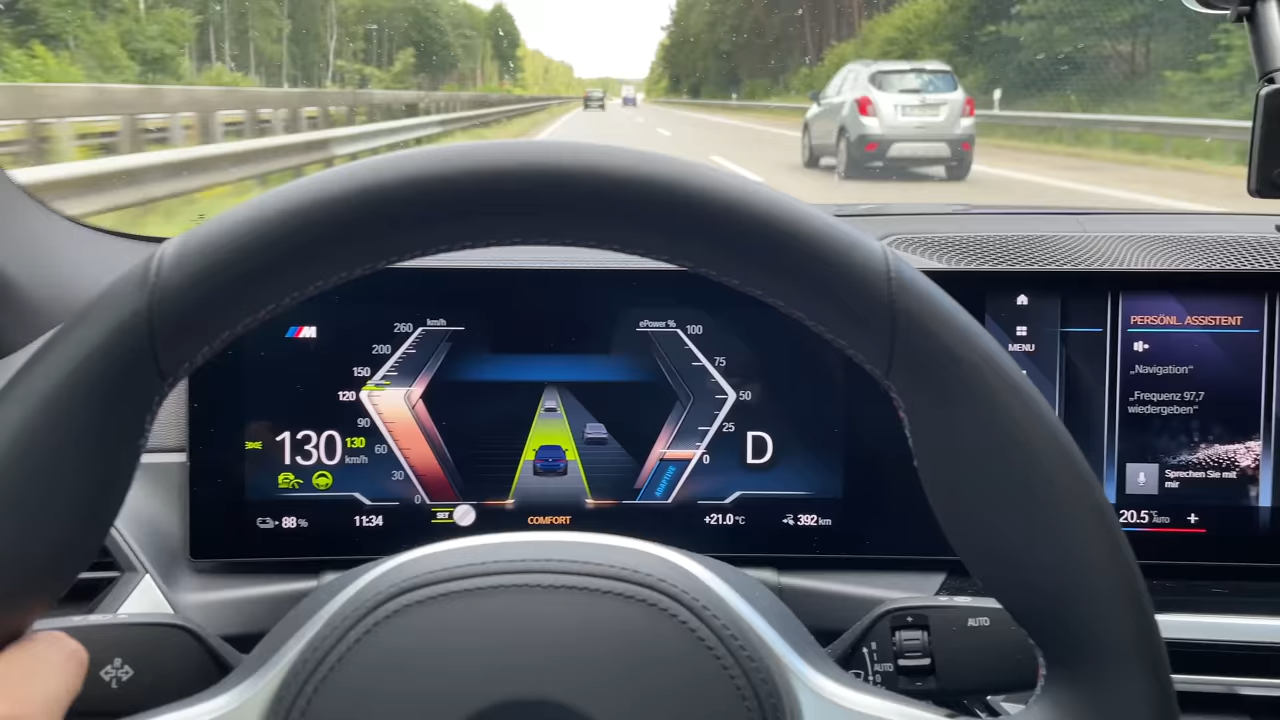 M
km/h
260
200
150
120
90
60
30
0
130
130
km/h
88 %
11:34
SET
COMFORT
ePower %
100
75
50
25
0
ADAPTIVE
D
+21.0 °C
392 km
MENU
PERSÖNL. ASSISTENT
„Navigation“
„Frequenz 97,7
wiedergeben“
Sprechen Sie mit
mir
20.5 °C AUTO +
R
L
AUTO
AUTO